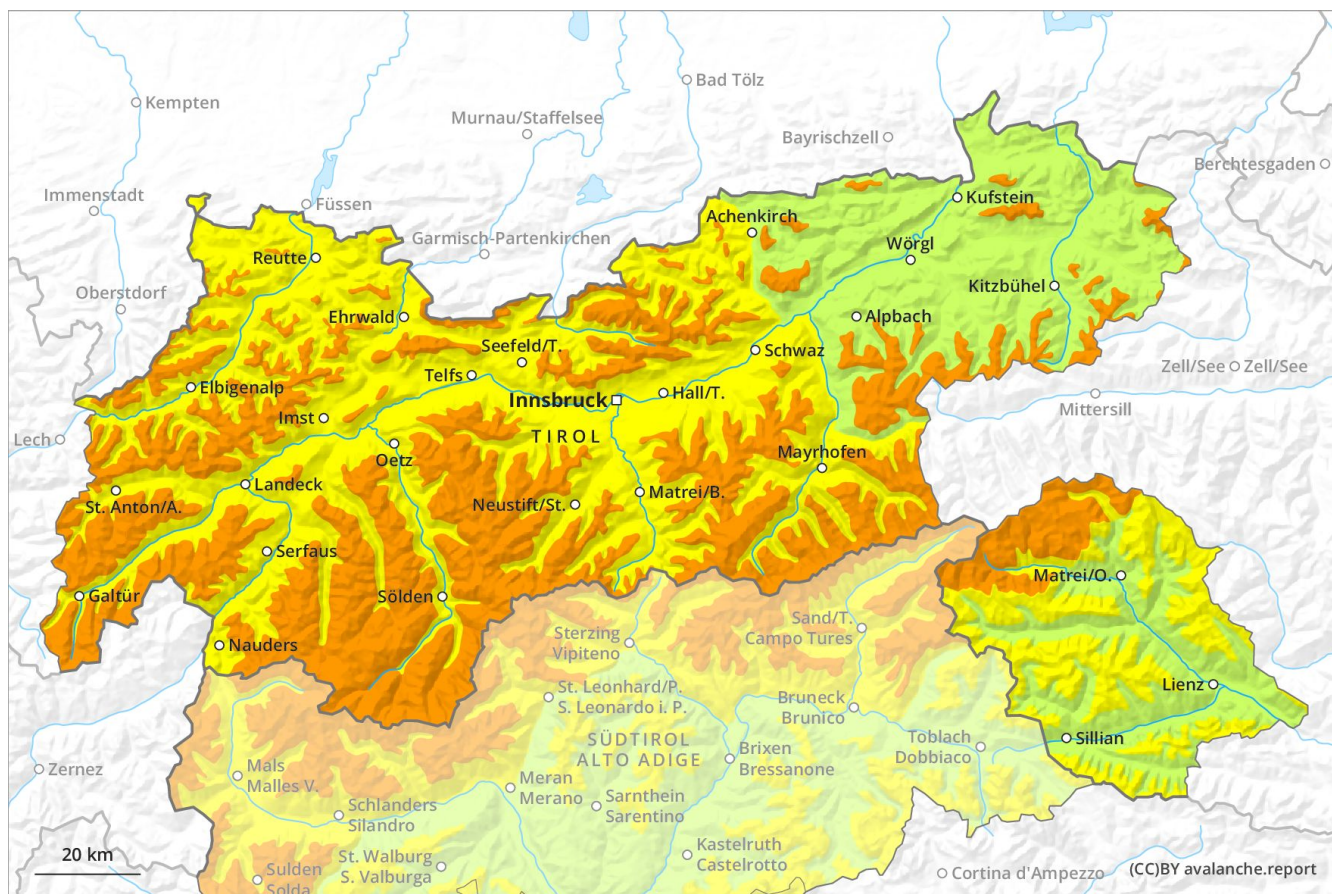 Bad Tölz
Kempten
Murnau/Staffelsee
Bayrischzell
Berchtesgaden
Immenstadt
Füssen
Kufstein
Achenkirch
Garmisch-Partenkirchen
Wörgl
Reutte
Kitzbühel
Oberstdorf
Ehrwald
Alpbach
Seefeld/T.
Schwaz
Zell/See
Zell/See
Telfs
Elbigenalp
Hall/T.
Innsbruck
Mittersill
Imst
Lech
TIROL
Oetz
Mayrhofen
Landeck
Matrei/B.
St. Anton/A.
Neustift/St.
Serfaus
Matrei/O.
Galtür
Sölden
Sand/T.
Campo Tures
Sterzing
Vipiteno
Nauders
Lienz
St. Leonhard/P.
S. Leonardo i. P.
Bruneck
Brunico
Sillian
SÜDTIROL
ALTO ADIGE
Toblach
Dobbiaco
Brixen
Bressanone
Zernez
Mals
Malles V.
Meran
Merano
Sarnthein
Sarentino
Schlanders
Silandro
Kastelruth
Castelrotto
20 km
St. Walburg
S. Valburga
Sulden
Solda
Cortina d'Ampezzo
(CC)BY avalanche.report